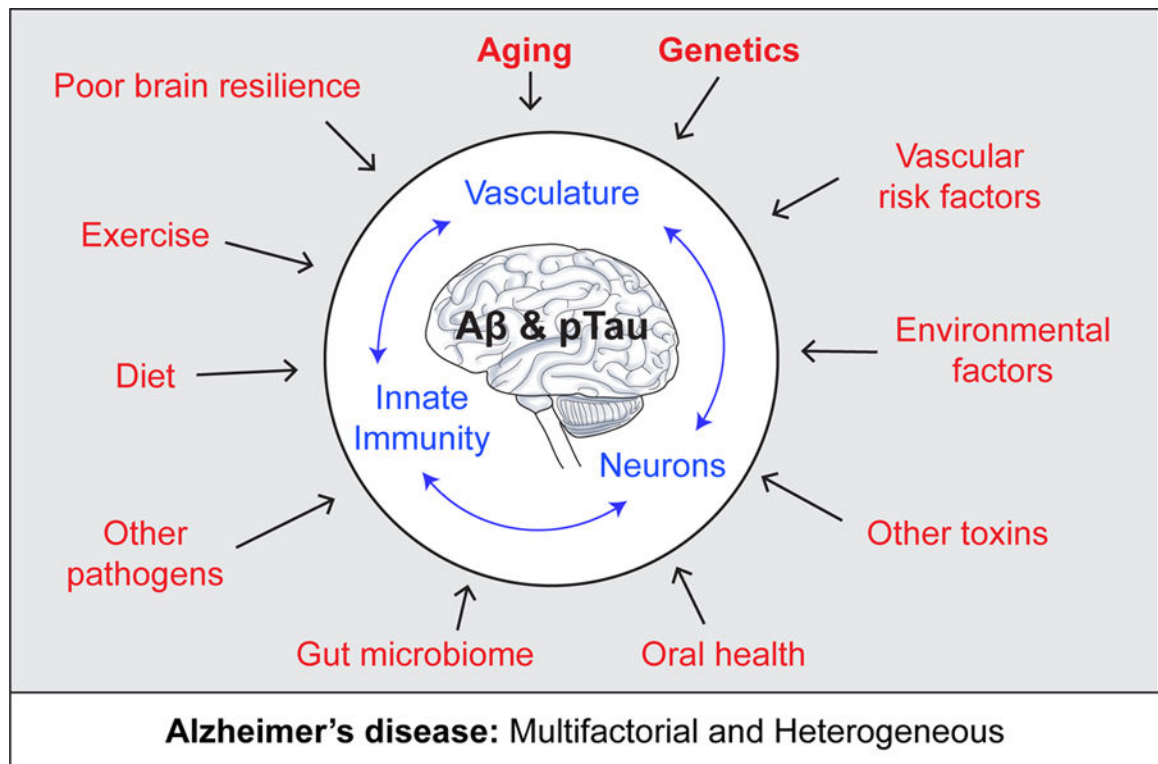 Aging
Genetics
Poor brain resilience
Vascular
risk factors
Vasculature
Exercise
Aβ & pTau
Environmental
factors
Diet
Innate
Immunity
Neurons
Other
pathogens
Other toxins
Gut microbiome
Oral health
Alzheimer's disease: Multifactorial and Heterogeneous